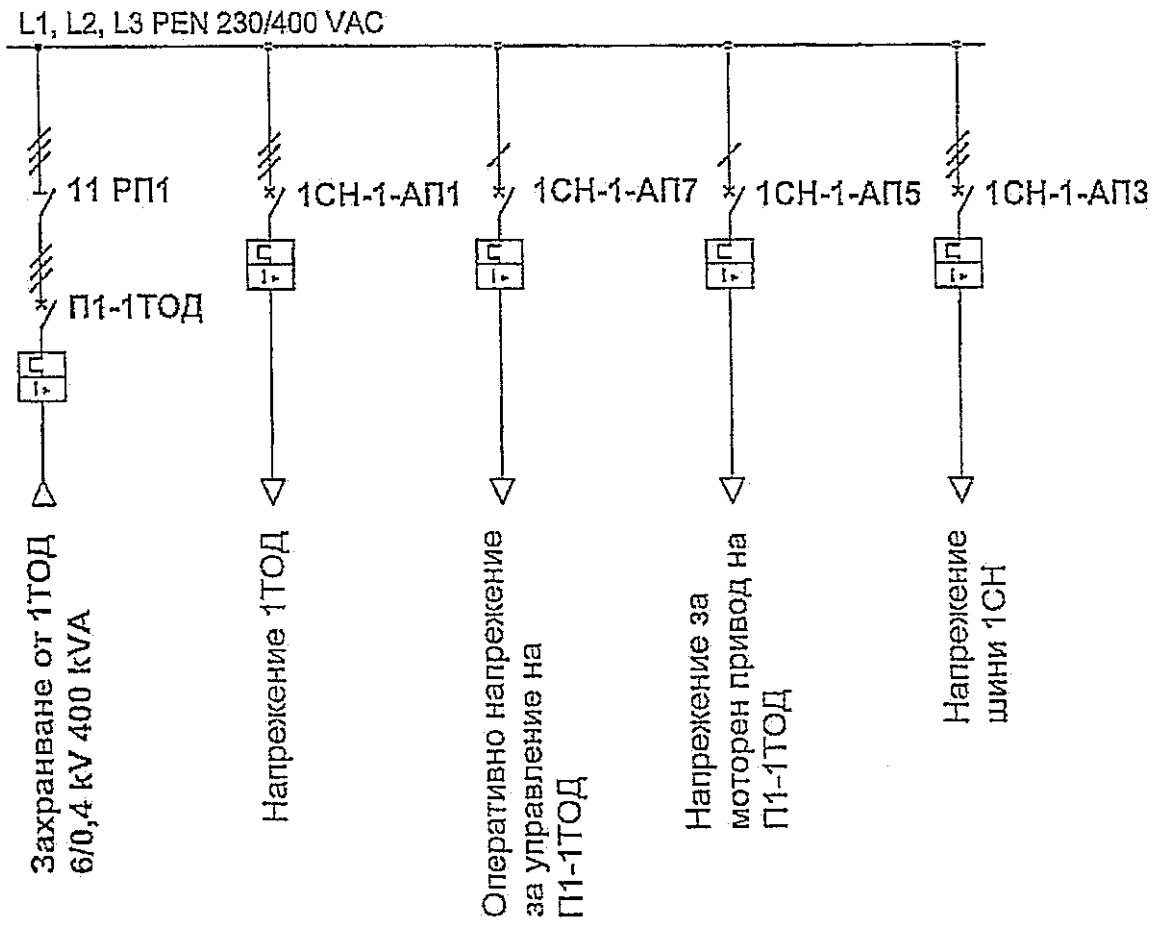 L1, L2, L3 PEN 230/400 VAC
11 РП1
1СН-1-АП1
1СН-1-АП7
1СН-1-АП5
1СН-1-АП3
П1-1ТОД
Захранване от 1ТОД
6/0,4 kV 400 kVA
Напрежение 1ТОД
Оперативно напрежение
за управление на
П1-1ТОД
Напрежение за
моторен привод на
П1-1ТОД
Напрежение
шини 1СН